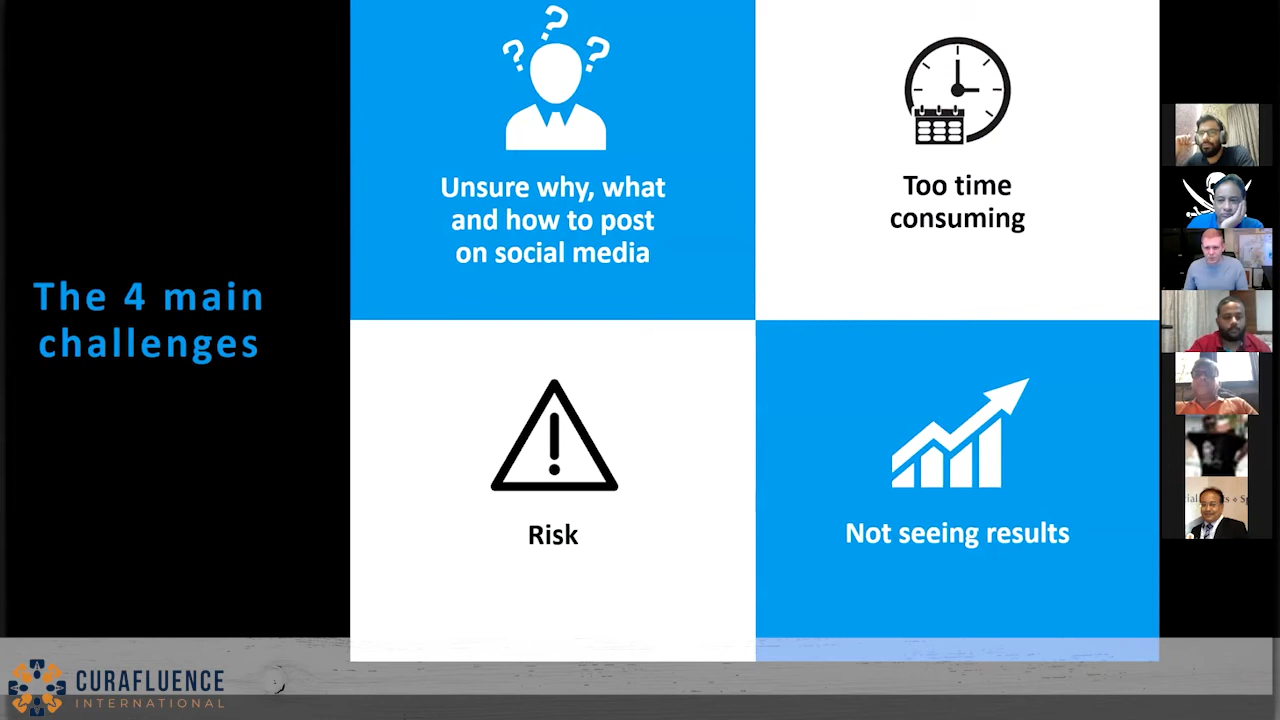 The 4 main
challenges
Unsure why, what
and how to post
on social media
Too time
consuming
Risk
Not seeing results
CURAFLUENCE
INTERNATIONAL